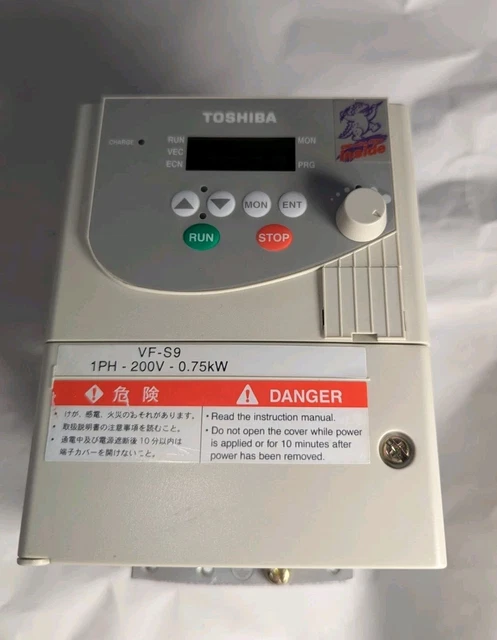 TOSHIBA
CHARGE
RUN
MON
VEC
ECN
PRG
MON
ENT
RUN
STOP
VF-S9
1PH - 200V - 0.75kW
危険
・けが、感電、火災のおそれがあります。
・取扱説明書の注意事項を読むこと。
・通電中及び電源遮断後10分以内は
端子カバーを開けないこと。
DANGER
• Read the instruction manual.
• Do not open the cover while power
is applied or for 10 minutes after
power has been removed.